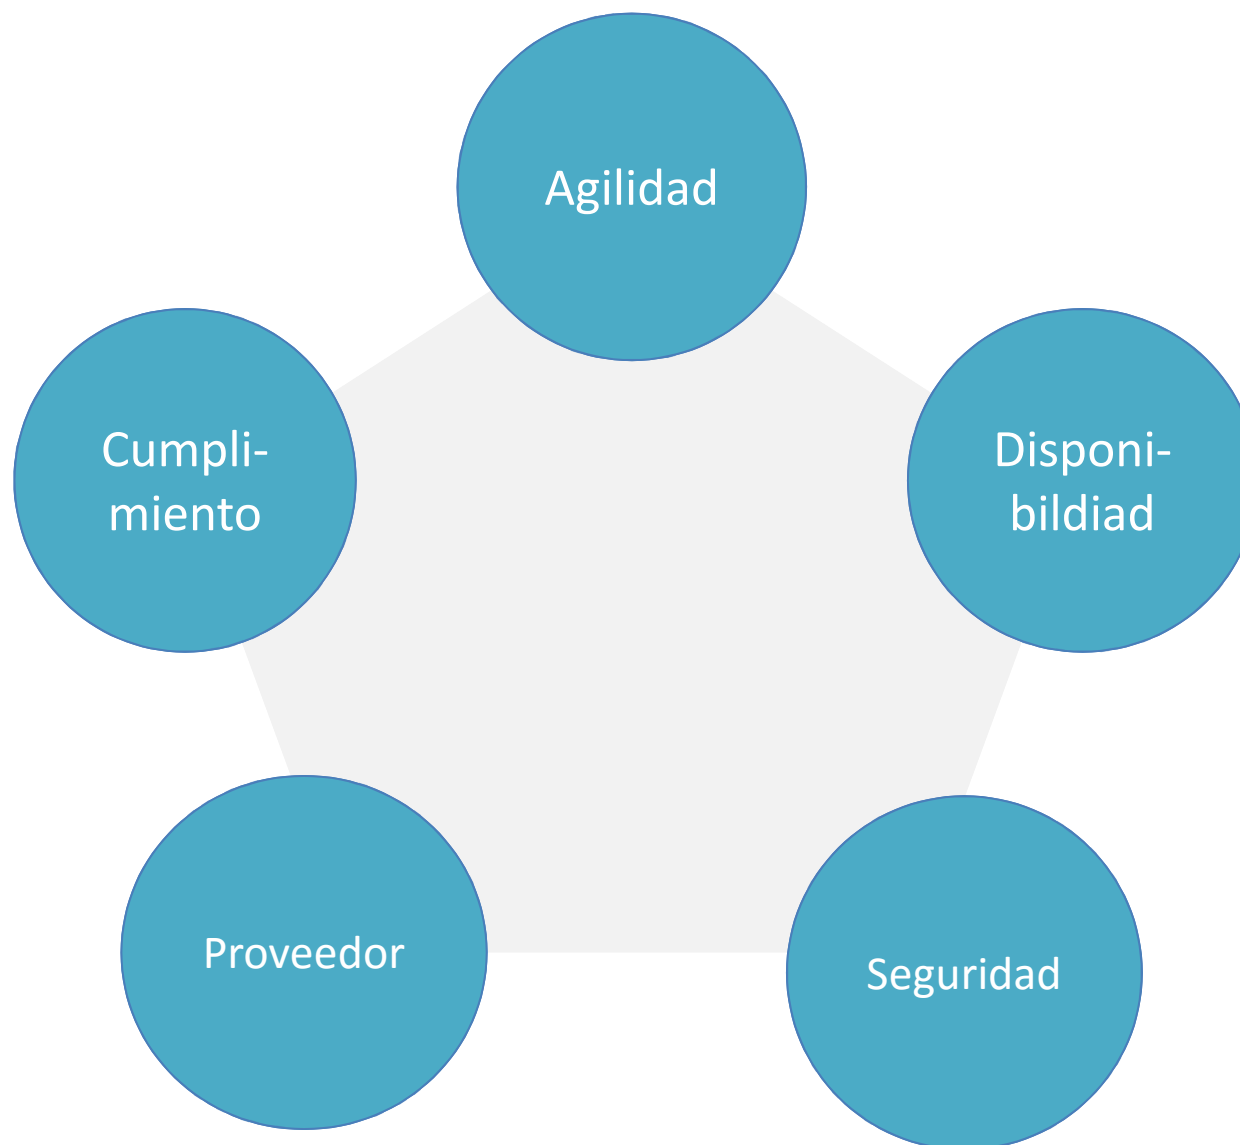 Agilidad
Cumpli-
miento
Disponi-
bildiad
Proveedor
Seguridad